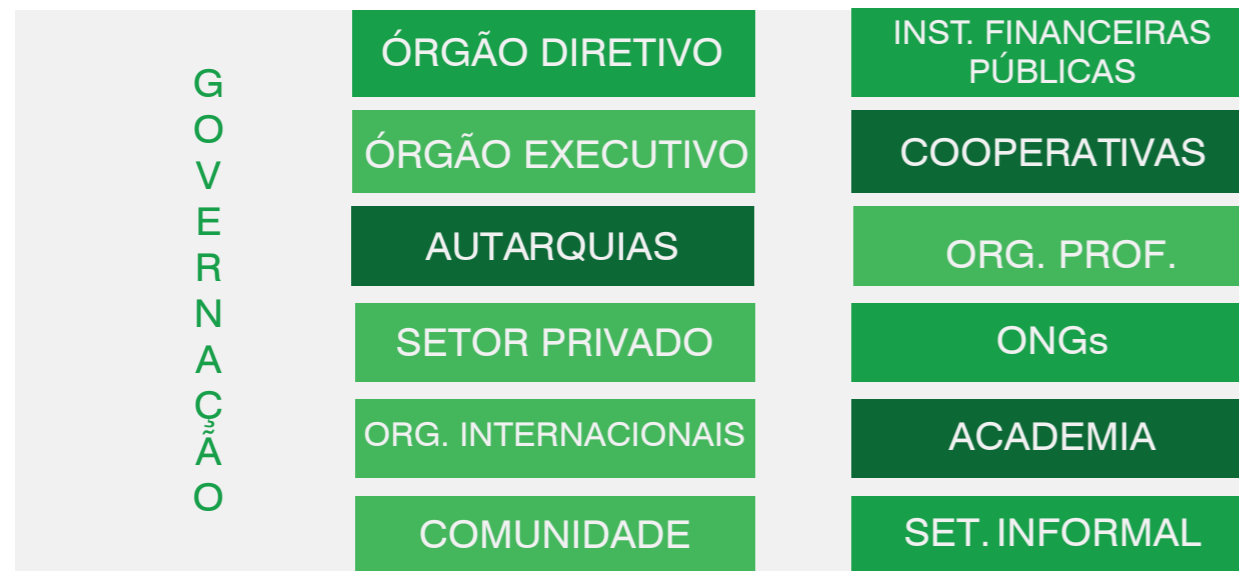 GOVERNAÇÃO
ÓRGÃO DIRETIVO
ÓRGÃO EXECUTIVO
AUTARQUIAS
SETOR PRIVADO
ORG. INTERNACIONAIS
COMUNIDADE
INST. FINANCEIRAS
PÚBLICAS
COOPERATIVAS
ORG. PROF.
ONGs
ACADEMIA
SET. INFORMAL